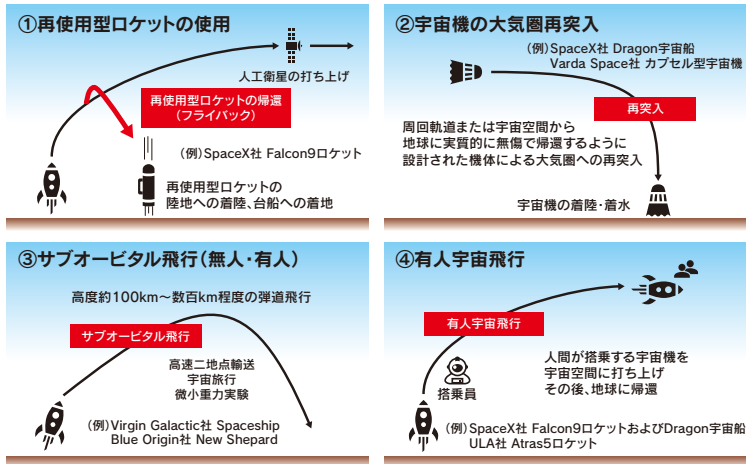 ①再使用型ロケットの使用
人工衛星の打ち上げ
再使用型ロケットの帰還
(フライバック)
(例)SpaceX社 Falcon9ロケット
再使用型ロケットの
陸地への着陸、台船への着地
②宇宙機の大気圏再突入
(例)SpaceX社 Dragon宇宙船
Varda Space社 カプセル型宇宙機
再突入
周回軌道または宇宙空間から
地球に実質的に無傷で帰還するように
設計された機体による大気圏への再突入
宇宙機の着陸・着水
③サブオービタル飛行(無人・有人)
高度約100km～数百km程度の弾道飛行
サブオービタル飛行
高速二地点輸送
宇宙旅行
微小重力実験
(例)Virgin Galactic社 Spaceship
Blue Origin社 New Shepard
④有人宇宙飛行
有人宇宙飛行
搭乗員
人間が搭乗する宇宙機を
宇宙空間に打ち上げ
その後、地球に帰還
(例)SpaceX社 Falcon9ロケットおよびDragon宇宙船
ULA社 Atras5ロケット